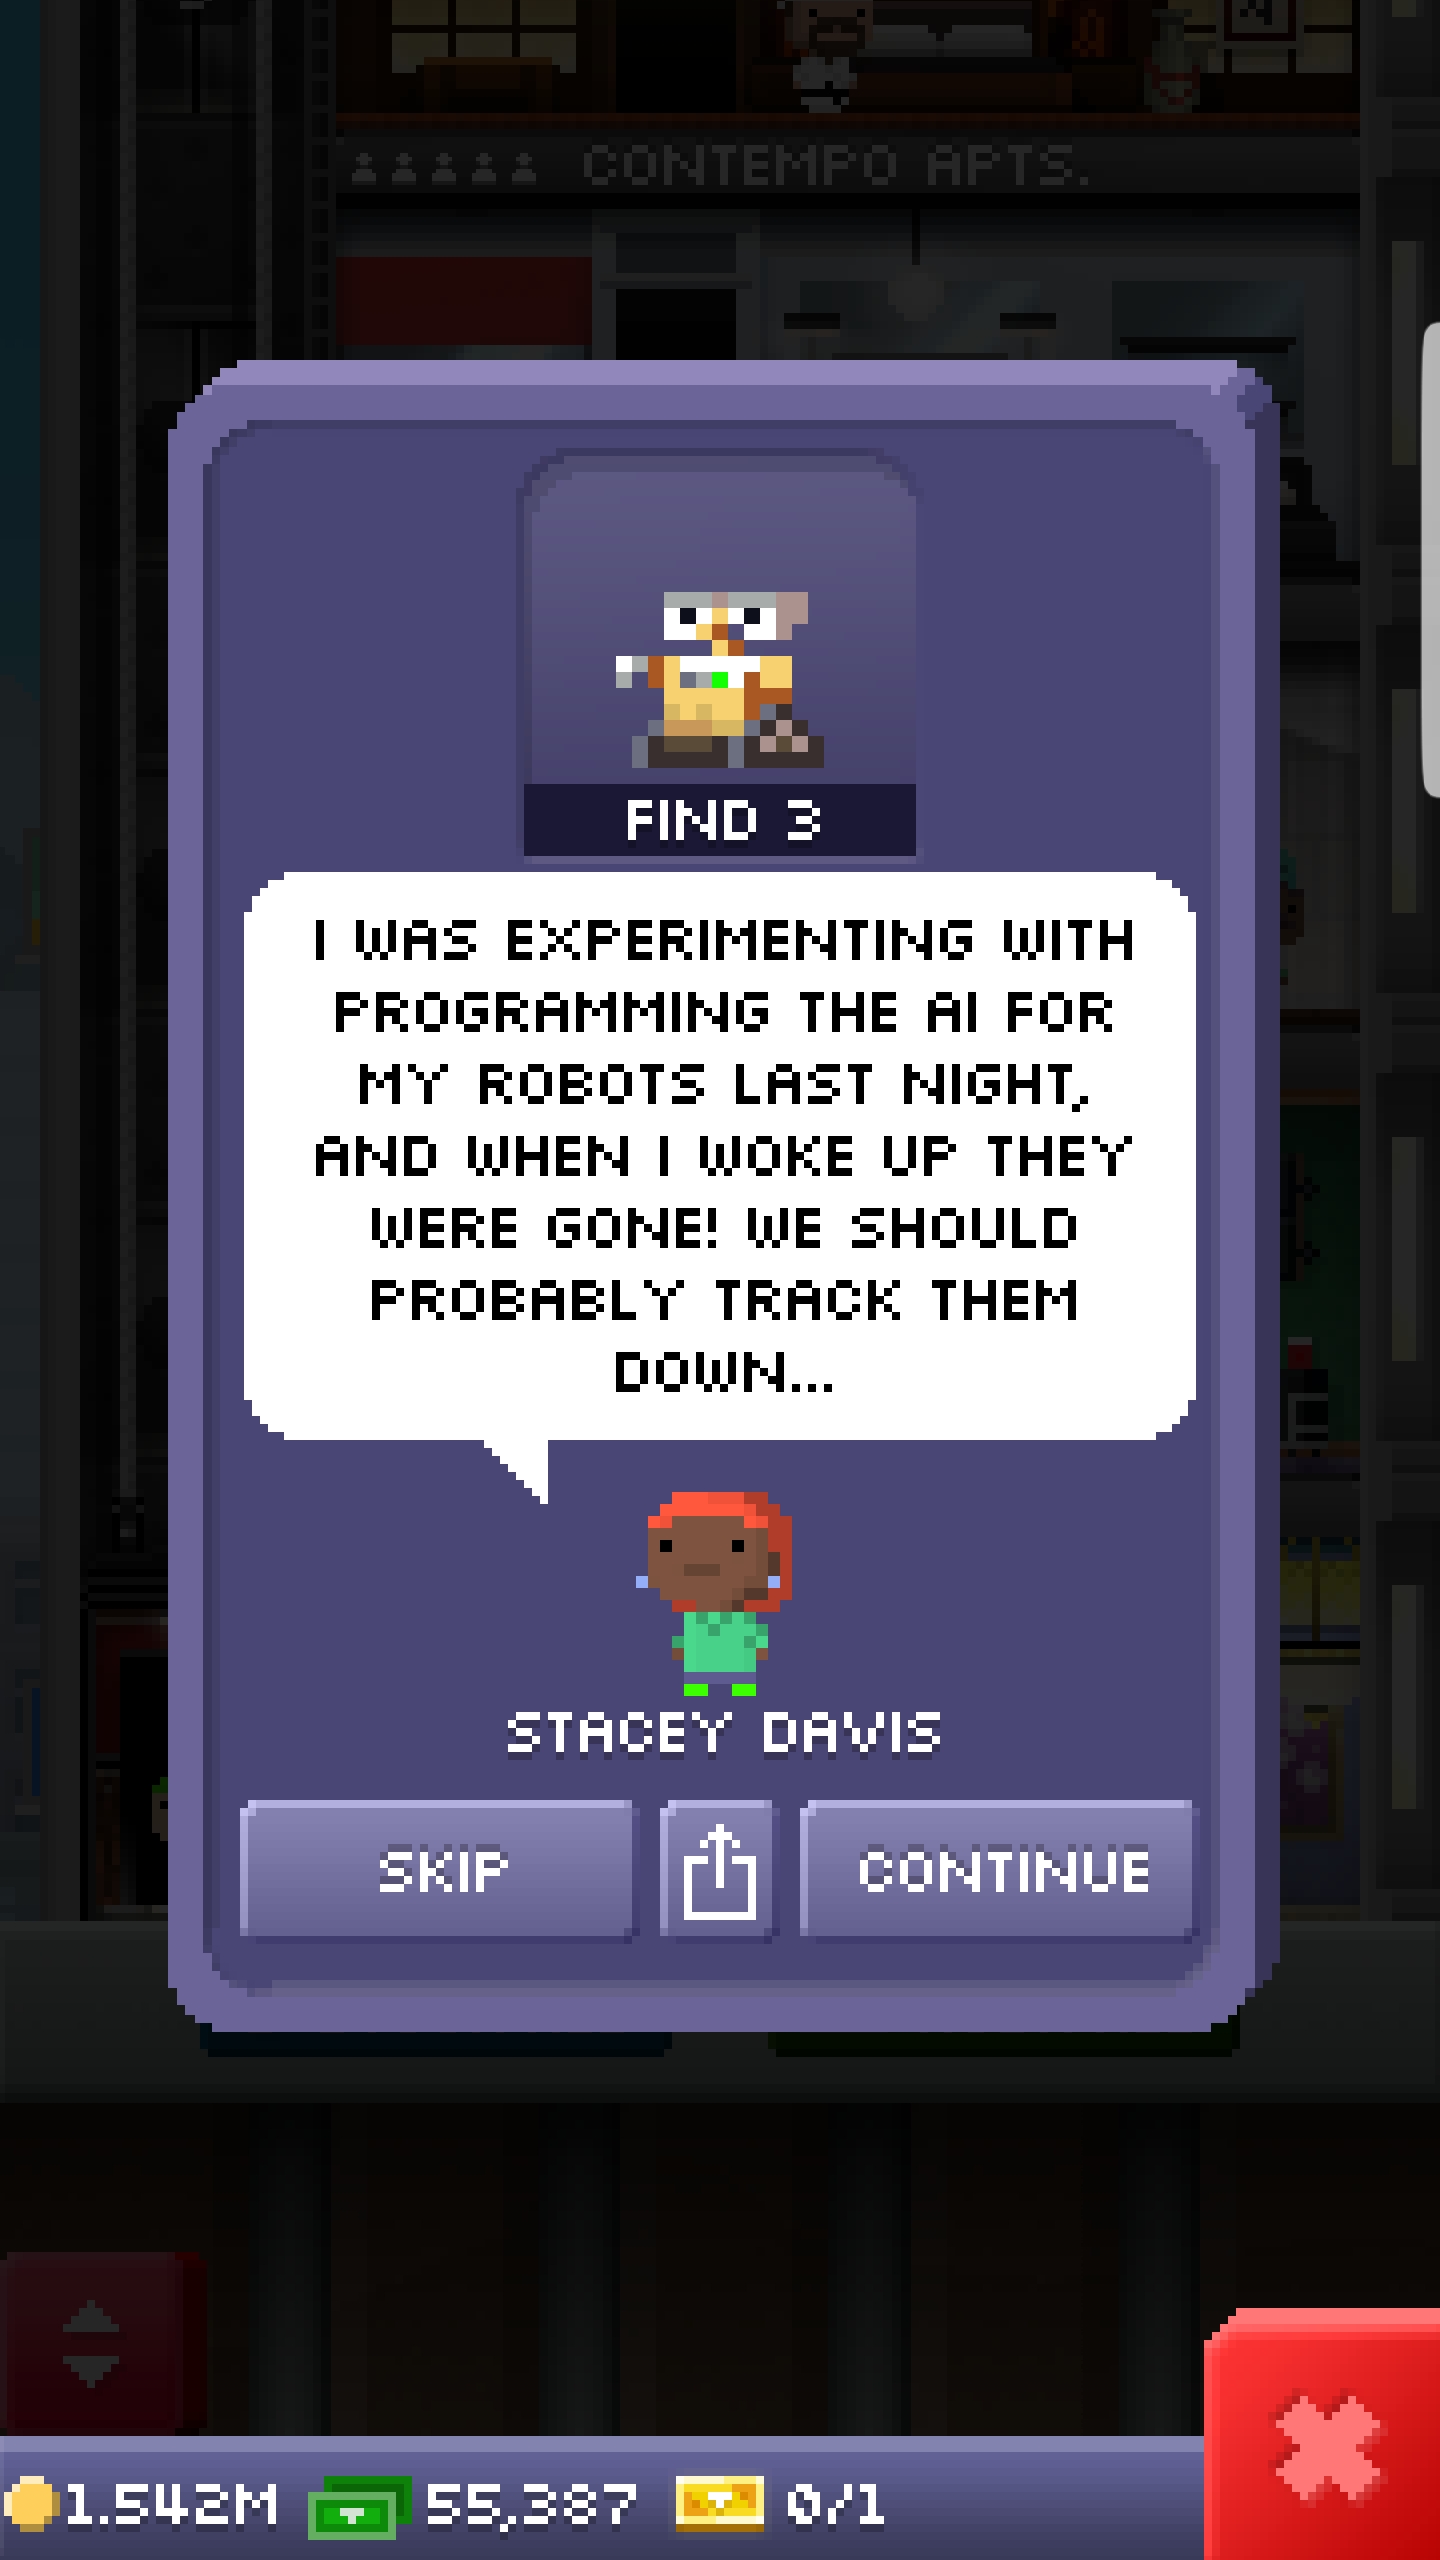 CONTEMPO APTS.
FIND 3
I WAS EXPERIMENTING WITH
PROGRAMMING THE AI FOR
MY ROBOTS LAST NIGHT,
AND WHEN I WOKE UP THEY
WERE GONE! WE SHOULD
PROBABLY TRACK THEM
DOWN...
STACEY DAVIS
SKIP
CONTINUE
1.542M 55,387 0/1